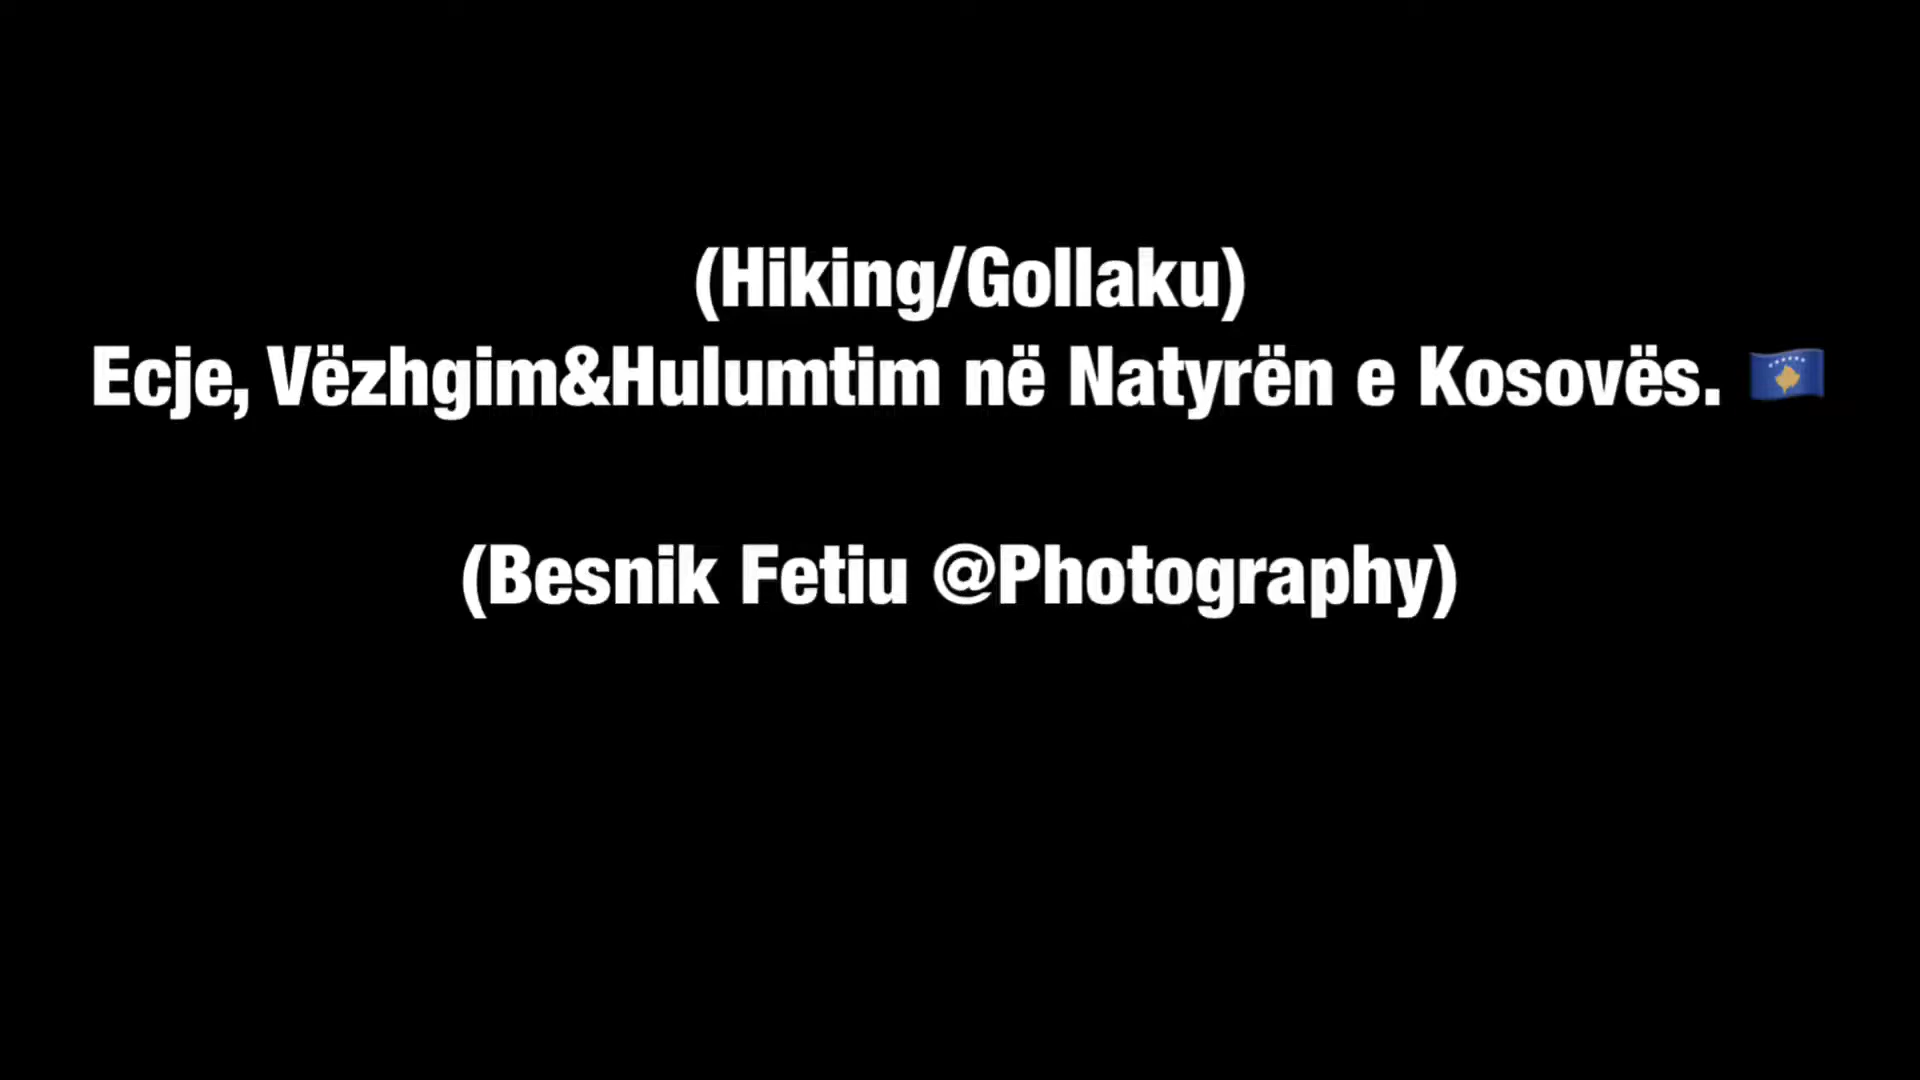 (Hiking/Gollaku)
Ecje, Vëzhgim&Hulumtim në Natyrën e Kosovës. 🇽🇰
(Besnik Fetiu @Photography)